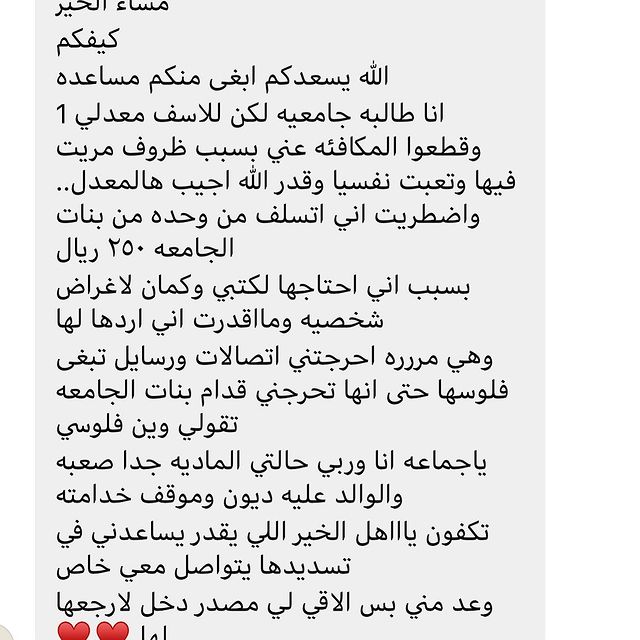 مساء الخير
كيفكم
الله يسعدكم ابغى منكم مساعده
انا طالبه جامعيه لكن للاسف معدلي 1
وقطعوا المكافئه عني بسبب ظروف مريت
فيها وتعبت نفسيا وقدر الله اجيب هالمعدل..
واضطريت اني اتسلف من وحده من بنات
الجامعه ٢٥٠ ريال
بسبب اني احتاجها لكتبي وكمان لاغراض
شخصيه ومااقدرت اني اردها لها
وهي مررره احرجتني اتصالات ورسايل تبغى
فلوسها حتى انها تحرجني قدام بنات الجامعه
تقولي وين فلوسي
ياجماعه انا وربي حالتي الماديه جدا صعبه
والوالد عليه ديون وموقف خدامته
تكفون ياااهل الخير اللي يقدر يساعدني في
تسديدها يتواصل معي خاص
وعد مني بس الاقي لي مصدر دخل لارجعها
لها ❤️❤️